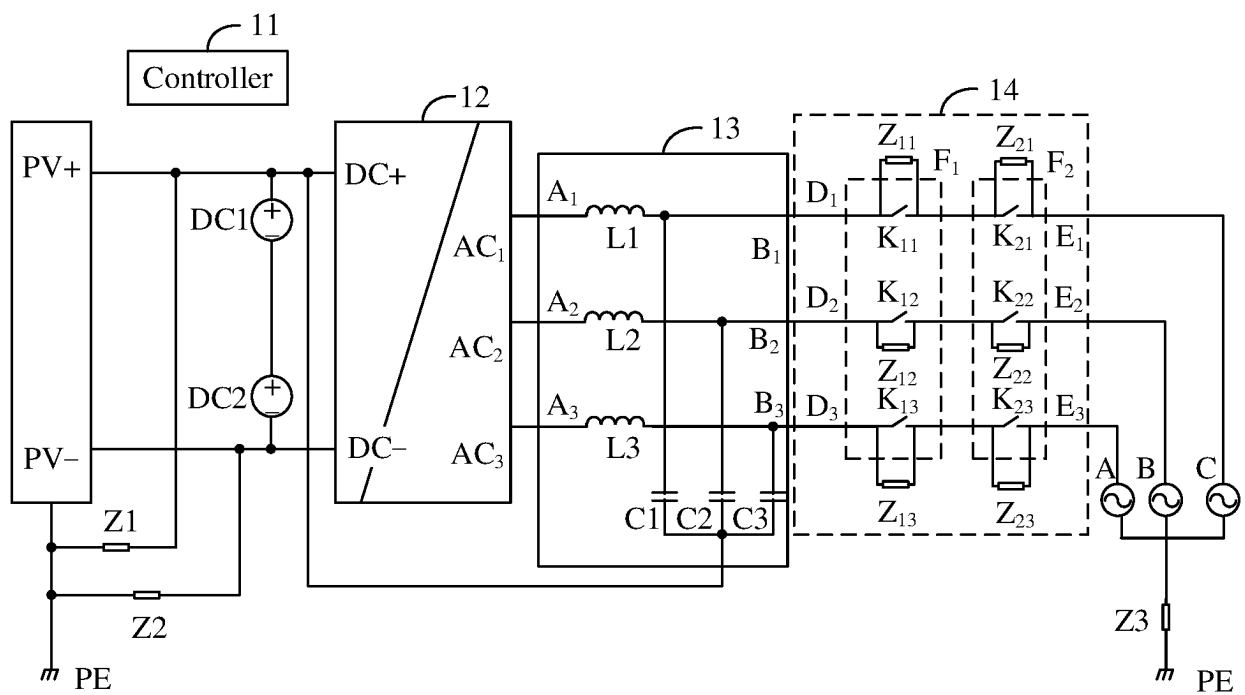 11
Controller
12
13
14
PV+
DC+
DC1
DC2
PV−
DC−
AC₁
AC₂
AC₃
A₁
L1
B₁
A₂
L2
B₂
A₃
L3
B₃
C1
C2
C3
Z₁₁
Z₂₁
F₁
F₂
D₁
K₁₁
K₂₁
E₁
D₂
K₁₂
K₂₂
E₂
Z₁₂
Z₂₂
D₃
K₁₃
K₂₃
E₃
Z₁₃
Z₂₃
A
B
C
Z1
Z2
Z3
PE
PE